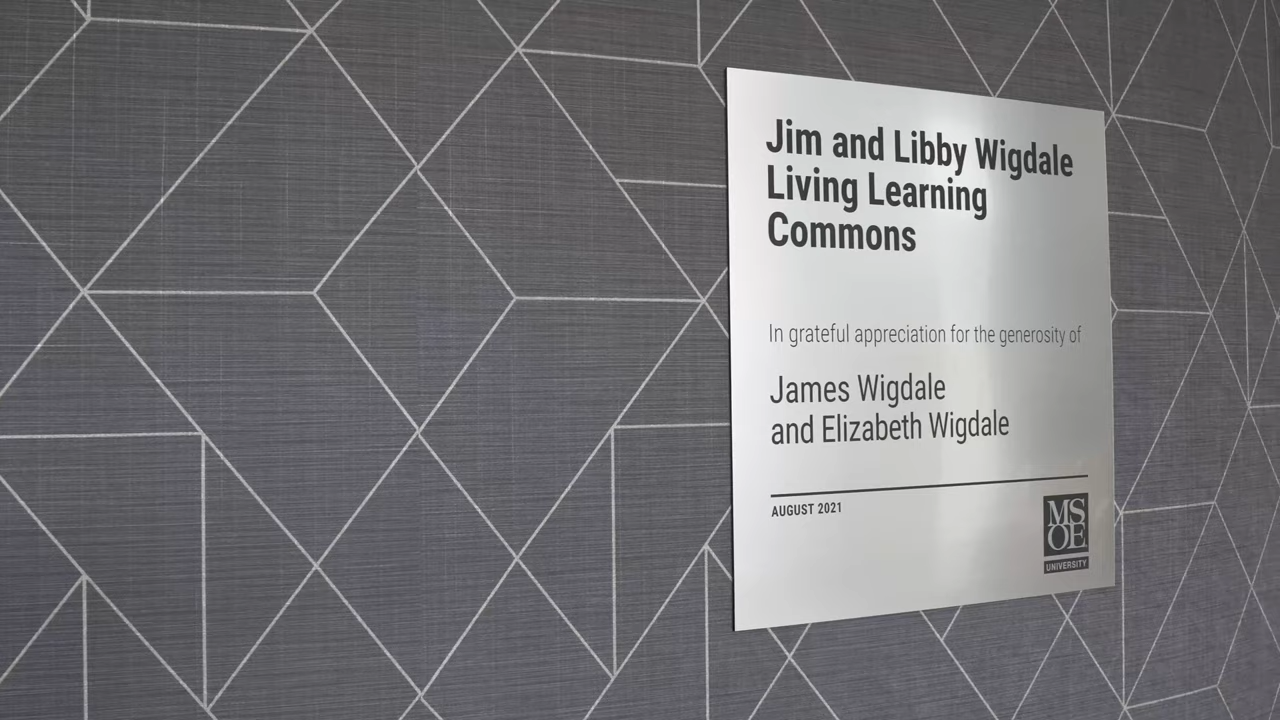 Jim and Libby Wigdale
Living Learning
Commons
In grateful appreciation for the generosity of
James Wigdale
and Elizabeth Wigdale
AUGUST 2021
MS
OE
UNIVERSITY